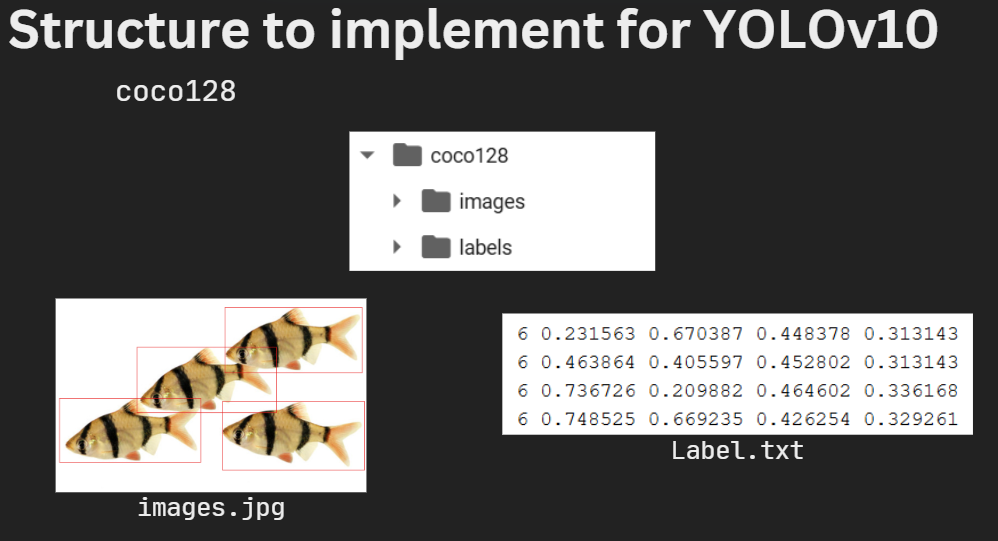 Structure to implement for YOLOv10
coco128
coco128
images
labels
6 0.231563 0.670387 0.448378 0.313143
6 0.463864 0.405597 0.452802 0.313143
6 0.736726 0.209882 0.464602 0.336168
6 0.748525 0.669235 0.426254 0.329261
Label.txt
images.jpg